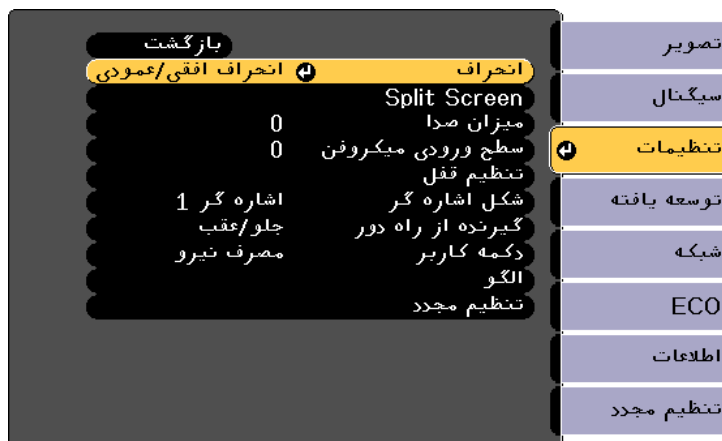 بازگشت
انحراف انحراف افقی/عمودی
Split Screen
میزان صدا 0
سطح ورودی میکروفن 0
تنظیم قفل
شکل اشاره گر اشاره گر 1
گیرنده از راه دور جلو/عقب
دکمه کاربر مصرف نیرو
الگو
تنظیم مجدد
تصویر
سیگنال
تنظیمات
توسعه یافته
شبکه
ECO
اطلاعات
تنظیم مجدد